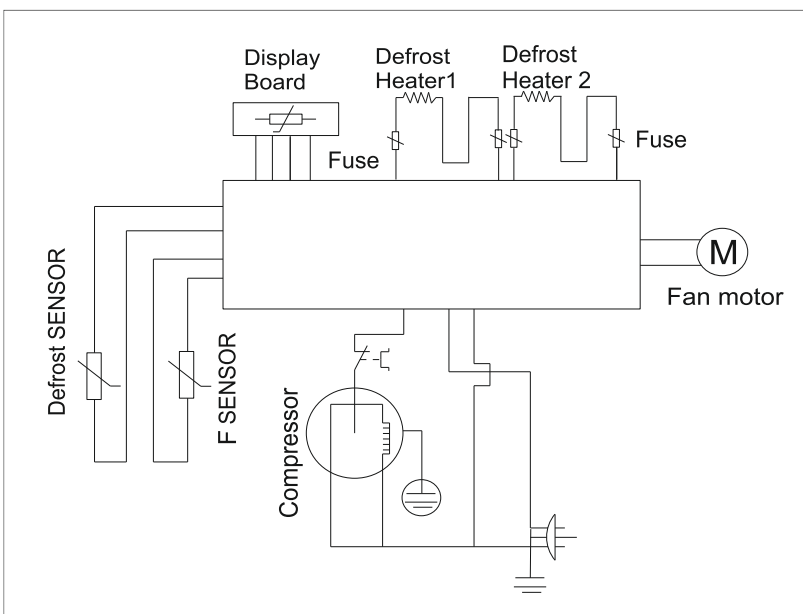 Display
Board
Defrost
Heater1
Defrost
Heater 2
Fuse
Fuse
M
Fan motor
Defrost SENSOR
F SENSOR
Compressor